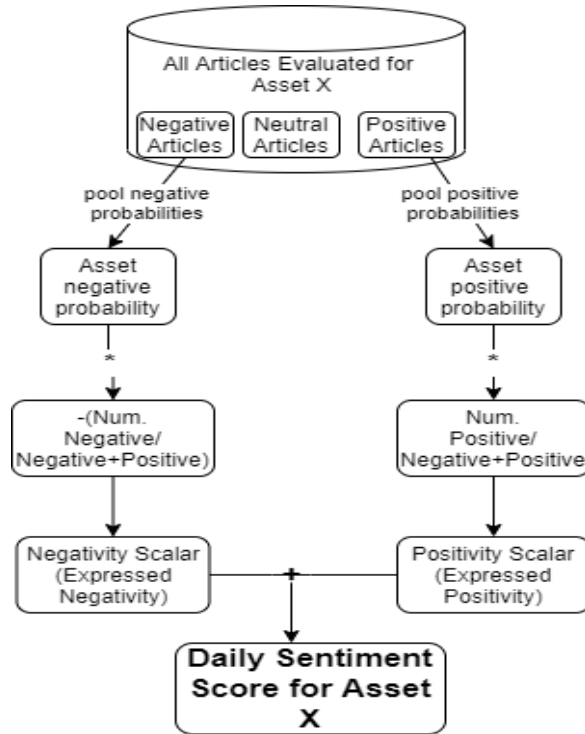 All Articles Evaluated for
Asset X
Negative
Articles
Neutral
Articles
Positive
Articles
pool negative
probabilities
pool positive
probabilities
Asset
negative
probability
Asset
positive
probability
*
*
-(Num.
Negative/
Negative+Positive)
Num.
Positive/
Negative+Positive
Negativity Scalar
(Expressed
Negativity)
+
Positivity Scalar
(Expressed
Positivity)
Daily Sentiment
Score for Asset
X